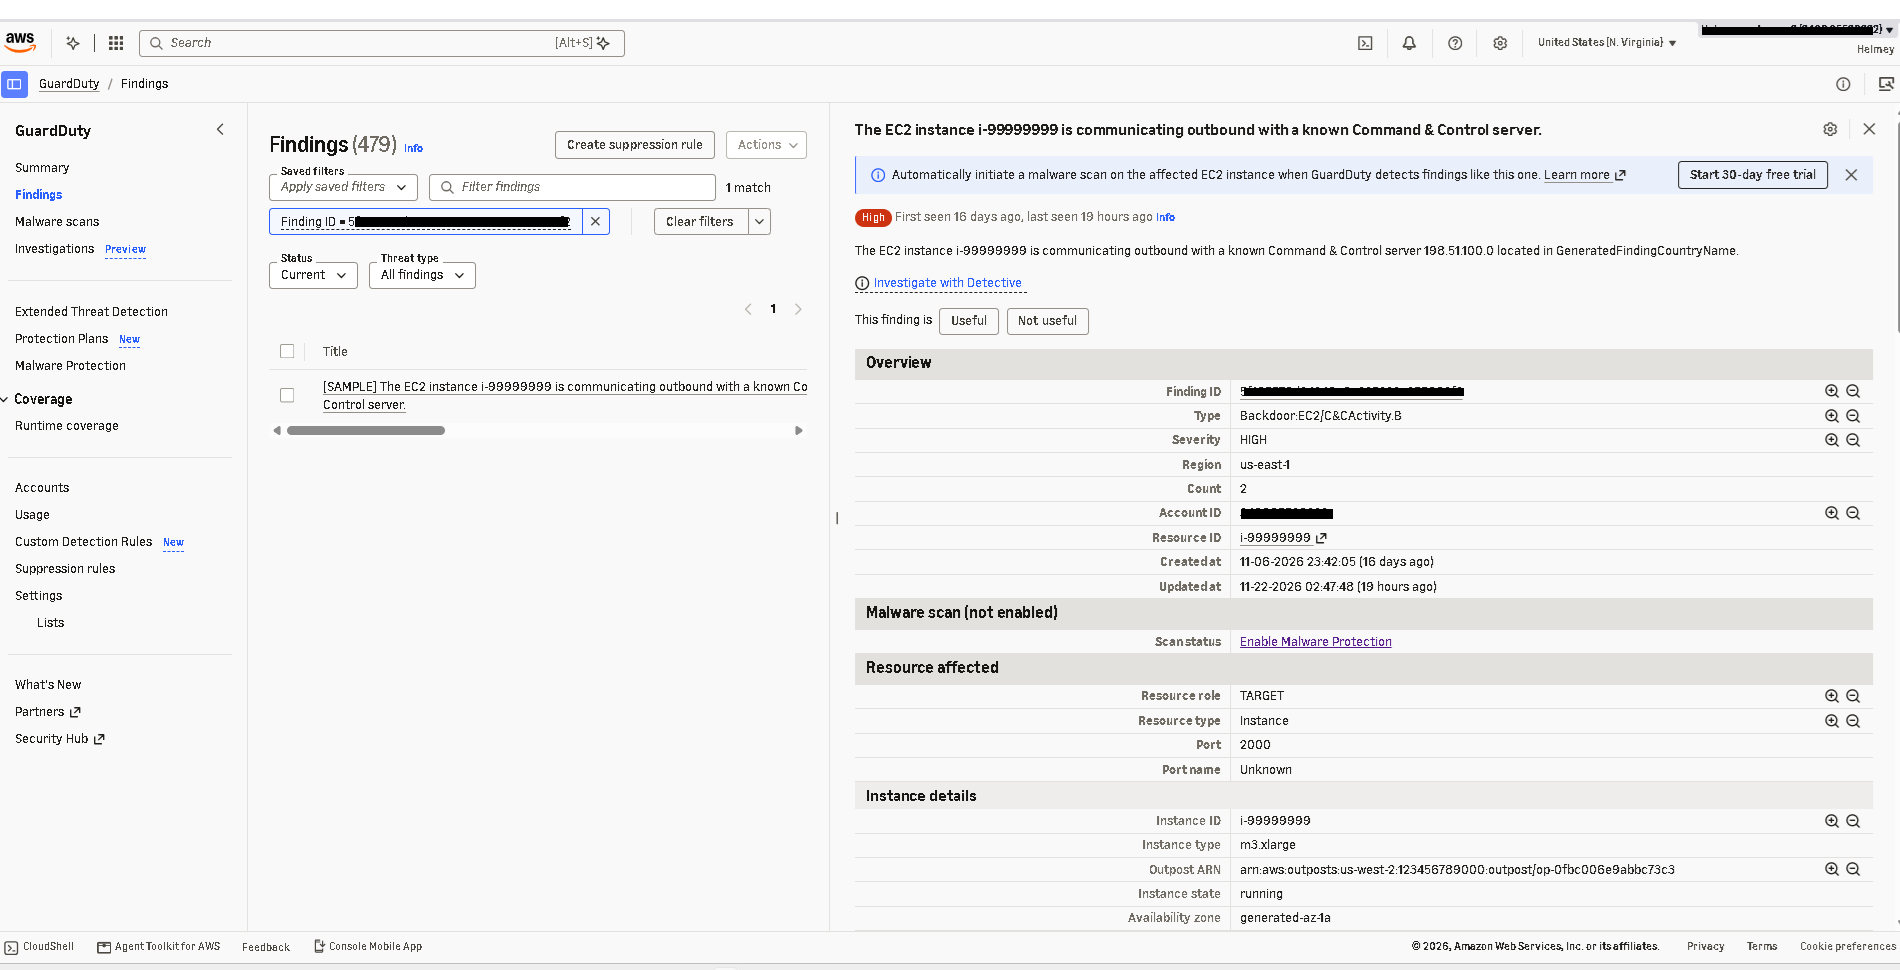 aws
Search
[Alt+S]
United States (N. Virginia)
Helmey
GuardDuty / Findings
GuardDuty
Summary
Findings
Malware scans
Investigations Preview
Extended Threat Detection
Protection Plans New
Malware Protection
Coverage
Runtime coverage
Accounts
Usage
Custom Detection Rules New
Suppression rules
Settings
Lists
What's New
Partners
Security Hub
Findings (479) Info
Create suppression rule
Actions
Saved filters
Apply saved filters
Filter findings
1 match
Finding ID = 5
Clear filters
Status
Current
Threat type
All findings
1
Title
[SAMPLE] The EC2 instance i-99999999 is communicating outbound with a known Co
Control server.
The EC2 instance i-99999999 is communicating outbound with a known Command & Control server.
Automatically initiate a malware scan on the affected EC2 instance when GuardDuty detects findings like this one. Learn more
Start 30-day free trial
High First seen 16 days ago, last seen 19 hours ago Info
The EC2 instance i-99999999 is communicating outbound with a known Command & Control server 198.51.100.0 located in GeneratedFindingCountryName.
Investigate with Detective
This finding is Useful Not useful
Overview
Finding ID
Type Backdoor:EC2/C&CActivity.B
Severity HIGH
Region us-east-1
Count 2
Account ID
Resource ID i-99999999
Created at 11-06-2026 23:42:05 (16 days ago)
Updated at 11-22-2026 02:47:48 (19 hours ago)
Malware scan (not enabled)
Scan status Enable Malware Protection
Resource affected
Resource role TARGET
Resource type Instance
Port 2000
Port name Unknown
Instance details
Instance ID i-99999999
Instance type m3.xlarge
Outpost ARN arn:aws:outposts:us-west-2:123456789000:outpost/op-0fbc006e9abbc73c3
Instance state running
Availability zone generated-az-1a
CloudShell
Agent Toolkit for AWS
Feedback
Console Mobile App
© 2026, Amazon Web Services, Inc. or its affiliates.
Privacy
Terms
Cookie preferences